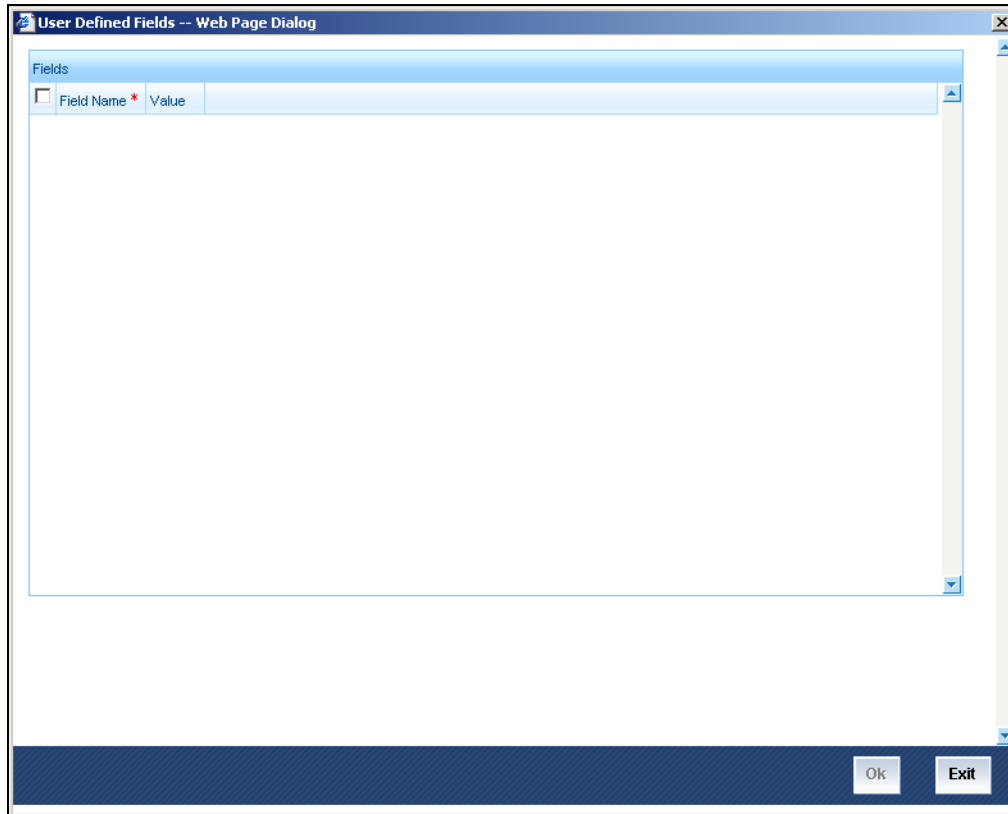 User Defined Fields -- Web Page Dialog
Fields
Field Name * Value
Ok Exit